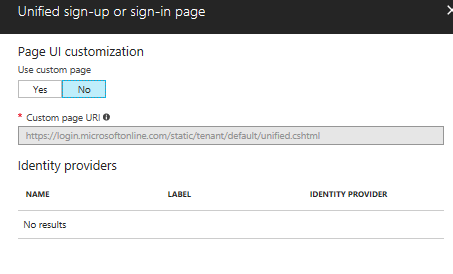 Unified sign-up or sign-in page
Page UI customization
Use custom page
Yes No
* Custom page URI
https://login.microsoftonline.com/static/tenant/default/unified.cshtml
Identity providers
NAME LABEL IDENTITY PROVIDER
No results